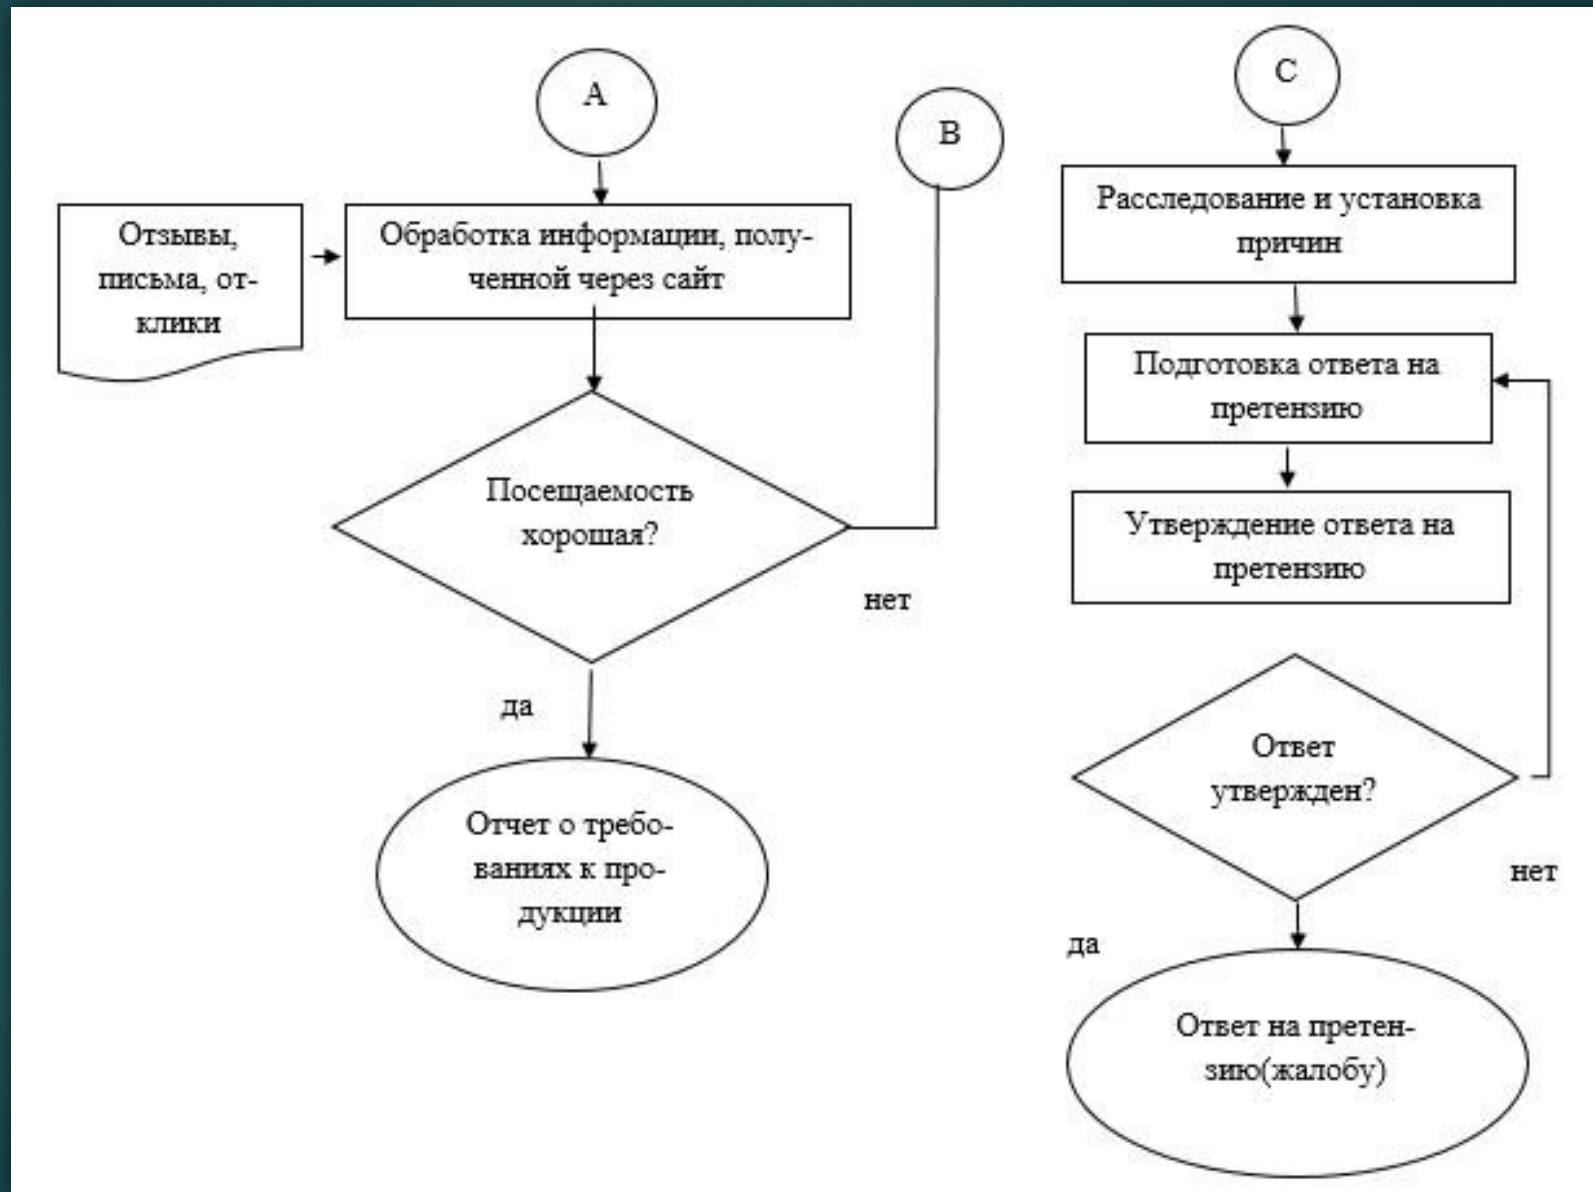 A
B
Отзывы,
письма, от-
клики
Обработка информации, полу-
ченной через сайт
Посещаемость
хорошая?
нет
да
Отчет о требо-
ваниях к про-
дукции
C
Расследование и установка
причин
Подготовка ответа на
претензию
Утверждение ответа на
претензию
Ответ
утвержден?
нет
да
Ответ на претен-
зию(жалобу)